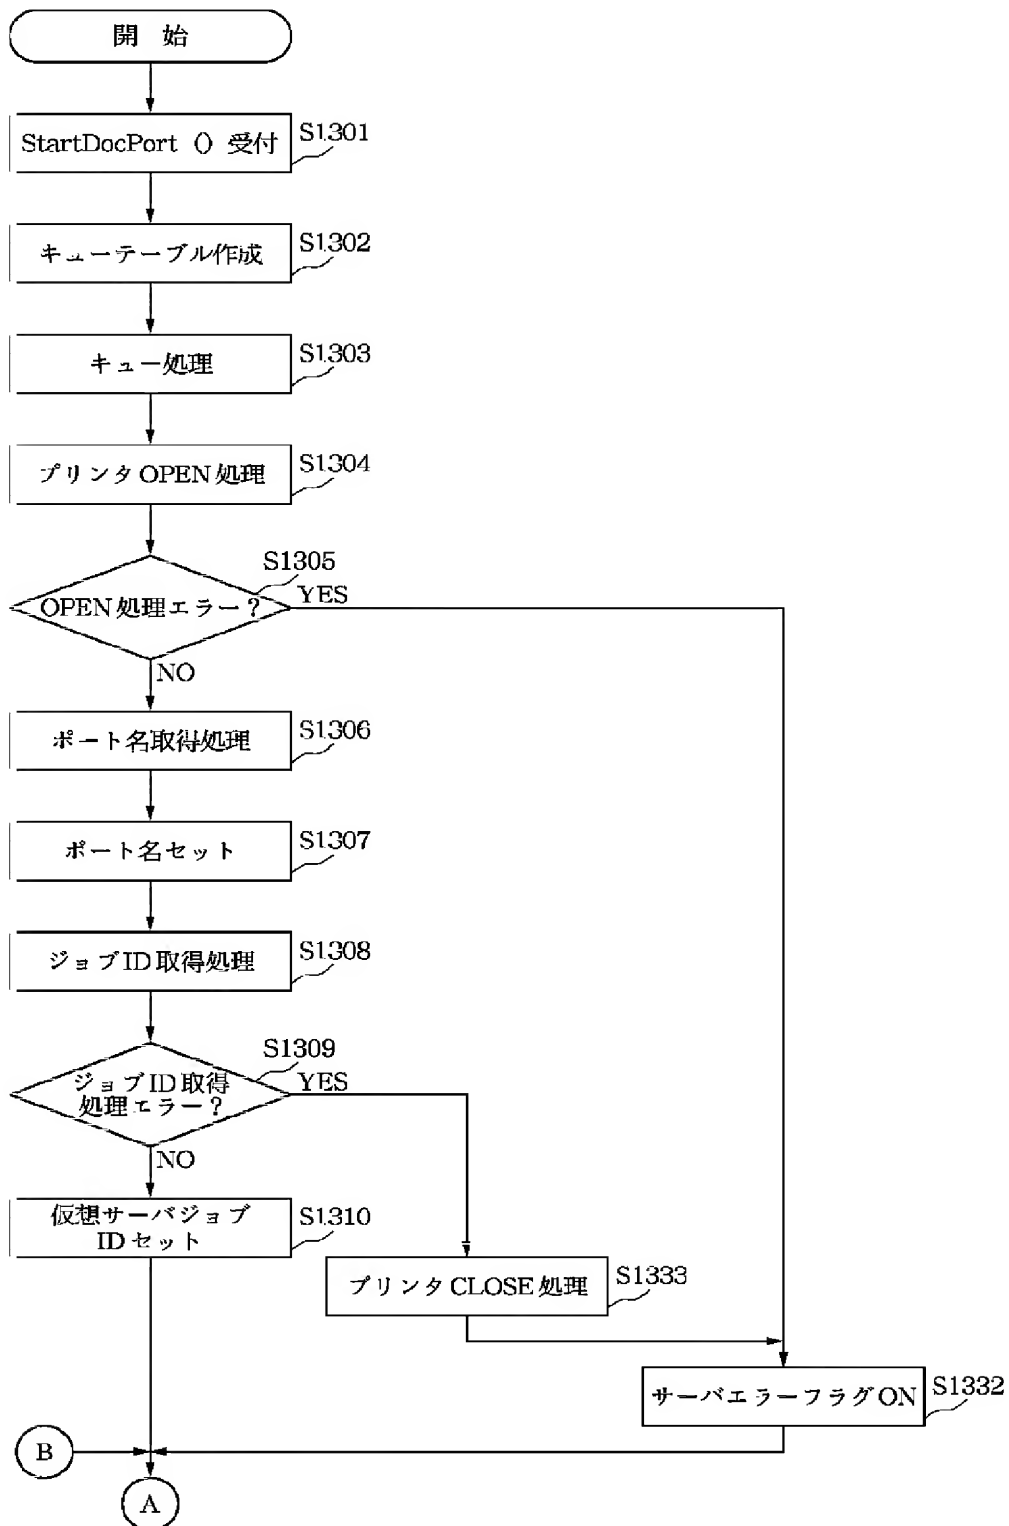 開 始
StartDocPort () 受付
S1301
キューテーブル作成
S1302
キュー処理
S1303
プリンタOPEN処理
S1304
S1305
OPEN処理エラー？
YES
NO
ポート名取得処理
S1306
ポート名セット
S1307
ジョブID取得処理
S1308
S1309
ジョブID取得
処理エラー？
YES
NO
仮想サーバジョブ
IDセット
S1310
プリンタCLOSE処理
S1333
サーバエラーフラグON
S1332
B
A